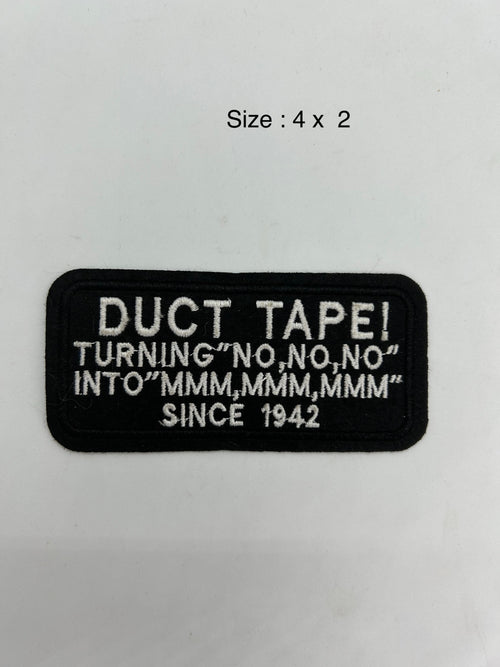 Size : 4 x 2
DUCT TAPE!
TURNING"NO,NO,NO"
INTO"MMM,MMM,MMM"
SINCE 1942